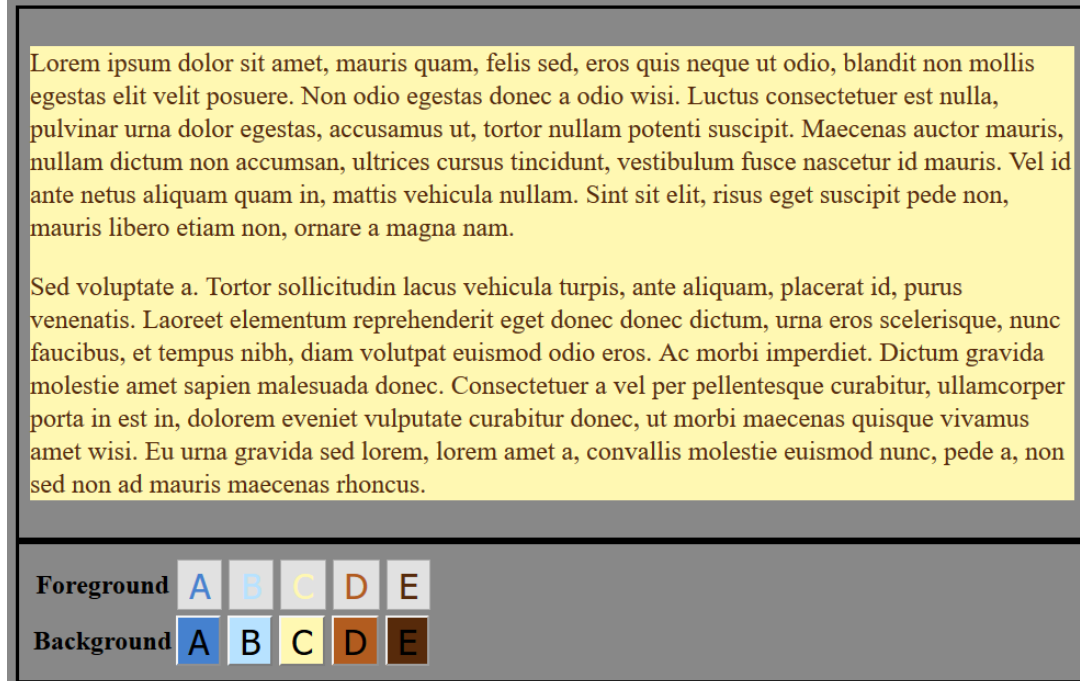 Lorem ipsum dolor sit amet, mauris quam, felis sed, eros quis neque ut odio, blandit non mollis
egestas elit velit posuere. Non odio egestas donec a odio wisi. Luctus consectetuer est nulla,
pulvinar urna dolor egestas, accusamus ut, tortor nullam potenti suscipit. Maecenas auctor mauris,
nullam dictum non accumsan, ultrices cursus tincidunt, vestibulum fusce nascetur id mauris. Vel id
ante netus aliquam quam in, mattis vehicula nullam. Sint sit elit, risus eget suscipit pede non,
mauris libero etiam non, ornare a magna nam.
Sed voluptate a. Tortor sollicitudin lacus vehicula turpis, ante aliquam, placerat id, purus
venenatis. Laoreet elementum reprehenderit eget donec donec dictum, urna eros scelerisque, nunc
faucibus, et tempus nibh, diam volutpat euismod odio eros. Ac morbi imperdiet. Dictum gravida
molestie amet sapien malesuada donec. Consectetuer a vel per pellentesque curabitur, ullamcorper
porta in est in, dolorem eveniet vulputate curabitur donec, ut morbi maecenas quisque vivamus
amet wisi. Eu urna gravida sed lorem, lorem amet a, convallis molestie euismod nunc, pede a, non
sed non ad mauris maecenas rhoncus.
Foreground A B C D E
Background A B C D E